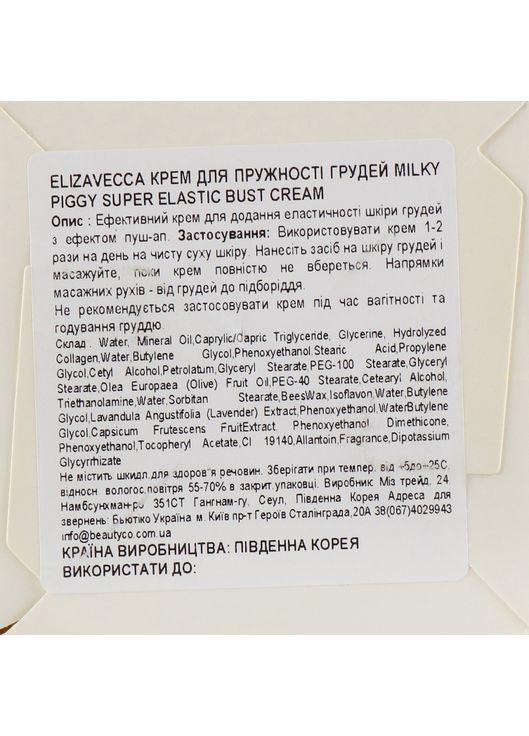 ELIZAVECCA КРЕМ ДЛЯ ПРУЖНОСТІ ГРУДЕЙ MILKY
PIGGY SUPER ELASTIC BUST CREAM
Опис : Ефективний крем для додання еластичності шкіри грудей
з ефектом пуш-ап. Застосування: Використовувати крем 1-2
рази на день на чисту суху шкіру. Нанесіть засіб на шкіру грудей і
масажуйте, поки крем повністю не вбереться. Напрямки
масажних рухів - від грудей до підборіддя.
Не рекомендується застосовувати крем під час вагітності та
годування груддю.
Склад : Water, Mineral Oil,Caprylic/Capric Triglyceride, Glycerine, Hydrolyzed
Collagen,Water,Butylene Glycol,Phenoxyethanol,Stearic Acid,Propylene
Glycol,Cetyl Alcohol,Petrolatum,Glyceryl Stearate,PEG-100 Stearate,Glyceryl
Stearate,Olea Europaea (Olive) Fruit Oil,PEG-40 Stearate,Cetearyl Alcohol,
Triethanolamine,Water,Sorbitan Stearate,BeesWax,Isoflavon,Water,Butylene
Glycol,Lavandula Angustifolia (Lavender) Extract,Phenoxyethanol,WaterButylene
Glycol,Capsicum Frutescens FruitExtract, Phenoxyethanol, Dimethicone,
Phenoxyethanol,Tocopheryl Acetate,CI 19140,Allantoin,Fragrance,Dipotassium
Glycyrrhizate
Не містить шкідл.для здоров'я речовин. Зберігати при темпер. від +5до+25С,
відносн. вологос.повітря 55-70% в закрит.упаковці. Виробник: Міз трейд, 24
Намбсунхман-ро 351СТ Гангнам-гу, Сеул, Південна Корея Адреса для
звернень: Бьютіко Україна м. Київ пр-т Героїв Сталінграда,20А 38(067)4029943
info@beautyco.com.ua
КРАЇНА ВИРОБНИЦТВА: ПІВДЕННА КОРЕЯ
ВИКОРИСТАТИ ДО: